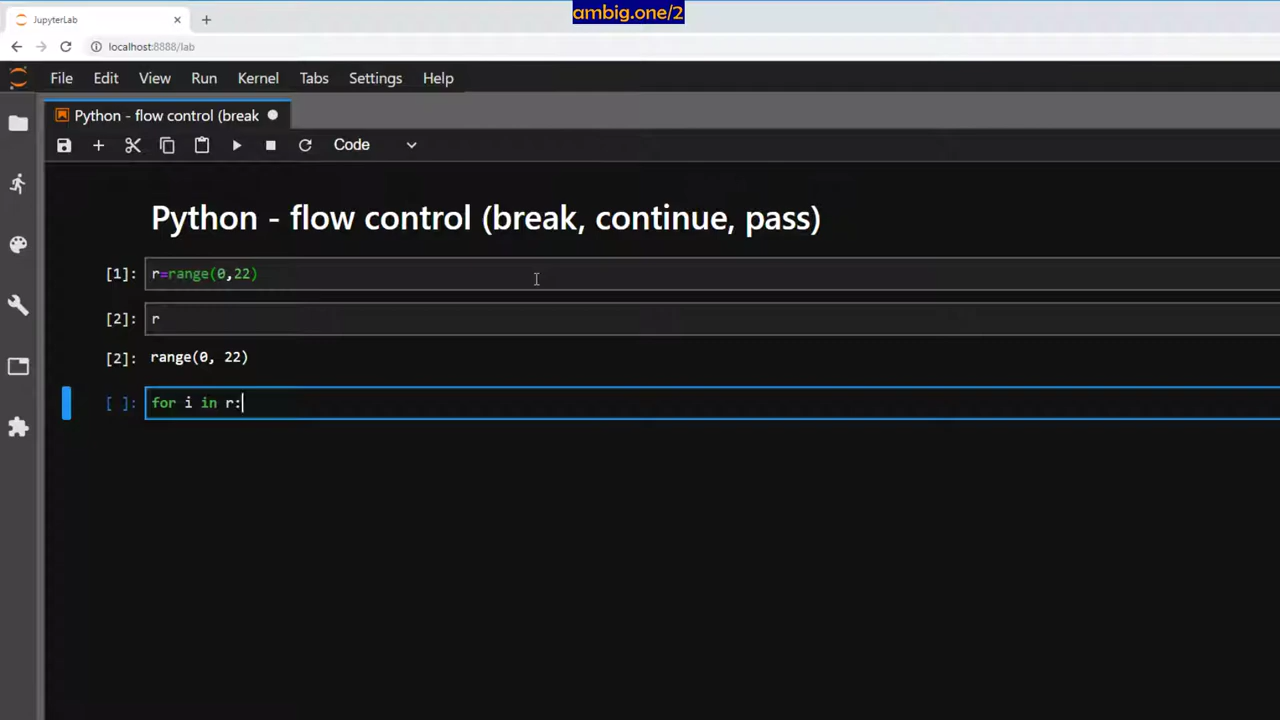 ambig.one/2
JupyterLab
localhost:8888/lab
File Edit View Run Kernel Tabs Settings Help
Python - flow control (break
Code
Python - flow control (break, continue, pass)
[1]: r=range(0,22)
[2]: r
[2]: range(0, 22)
[ ]: for i in r: